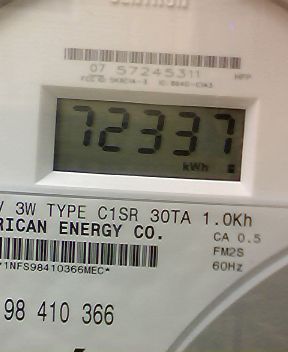 07 57245311 HFP
72337
kWh
V 3W TYPE C1SR 30TA 1.0Kh
RICAN ENERGY CO.
CA 0.5
FM2S
60Hz
1NFS98410366MEC*
98 410 366